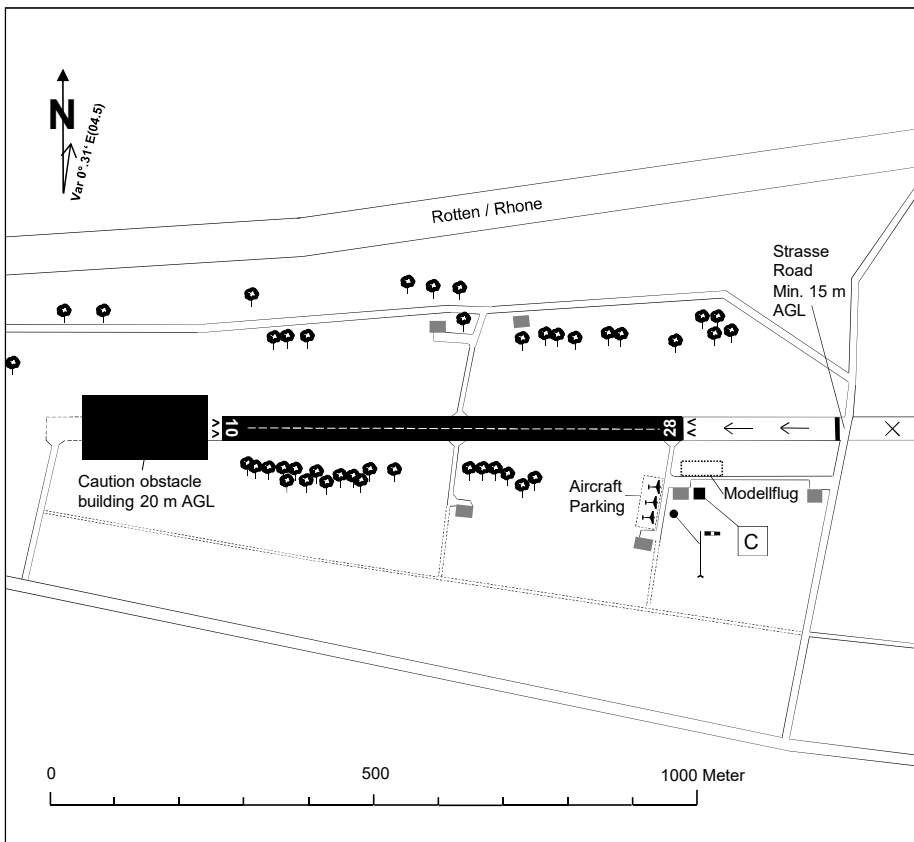 N
Var 0°.31' E(04.5)
Rotten / Rhone
Strasse
Road
Min. 15 m
AGL
10
28
Caution obstacle
building 20 m AGL
Aircraft
Parking
Modellflug
C
0
500
1000 Meter